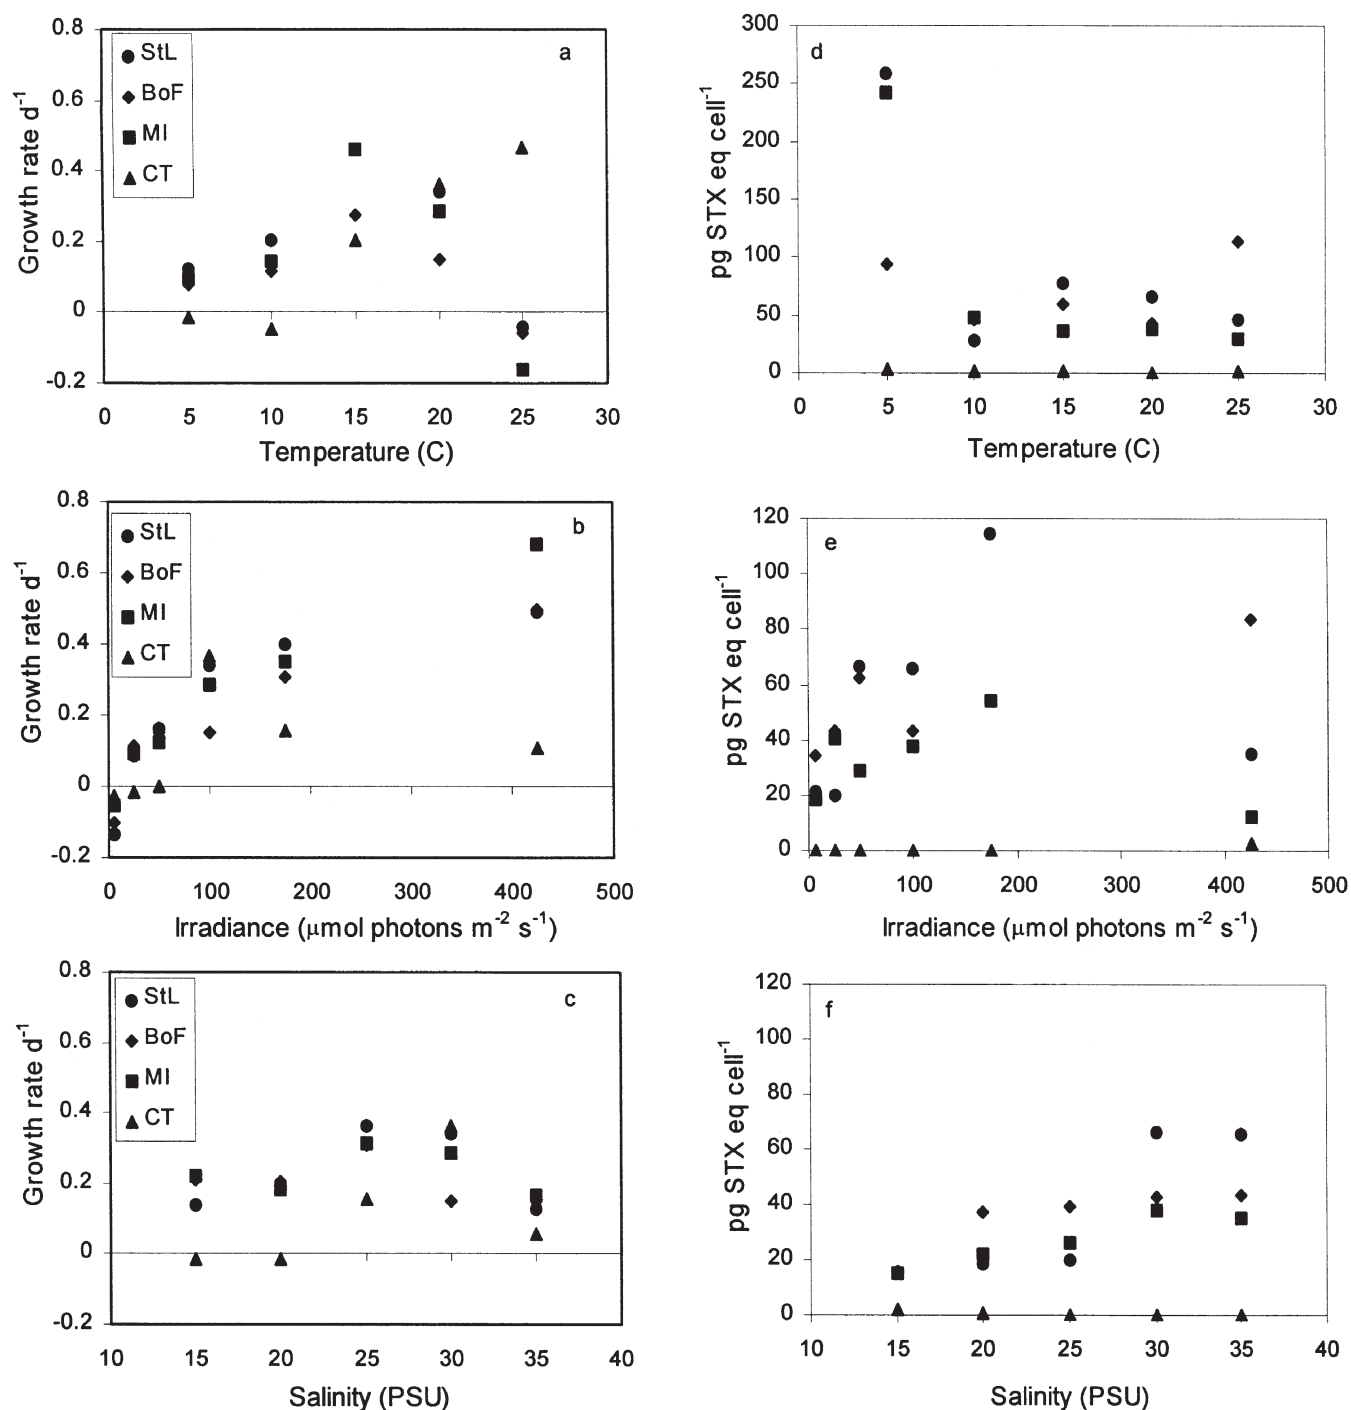 0.8
0.6
0.4
0.2
0
-0.2
Growth rate d-1
StL
BoF
MI
CT
a
0 5 10 15 20 25 30
Temperature (C)
300
250
200
150
100
50
0
pg STX eq cell-1
d
0 5 10 15 20 25 30
Temperature (C)
0.8
0.6
0.4
0.2
0
-0.2
Growth rate d-1
StL
BoF
MI
CT
b
0 100 200 300 400 500
Irradiance (μmol photons m-2 s-1)
120
100
80
60
40
20
0
pg STX eq cell-1
e
0 100 200 300 400 500
Irradiance (μmol photons m-2 s-1)
0.8
0.6
0.4
0.2
0
-0.2
Growth rate d-1
StL
BoF
MI
CT
c
10 15 20 25 30 35 40
Salinity (PSU)
120
100
80
60
40
20
0
pg STX eq cell-1
f
10 15 20 25 30 35 40
Salinity (PSU)